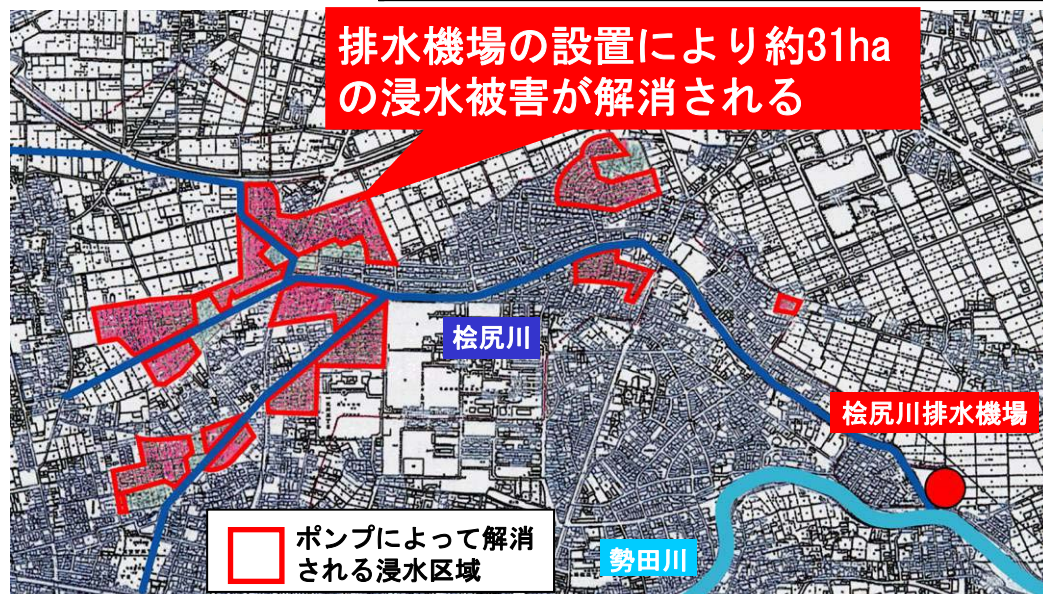 排水機場の設置により約31ha
の浸水被害が解消される
桧尻川
桧尻川排水機場
ポンプによって解消
される浸水区域
勢田川